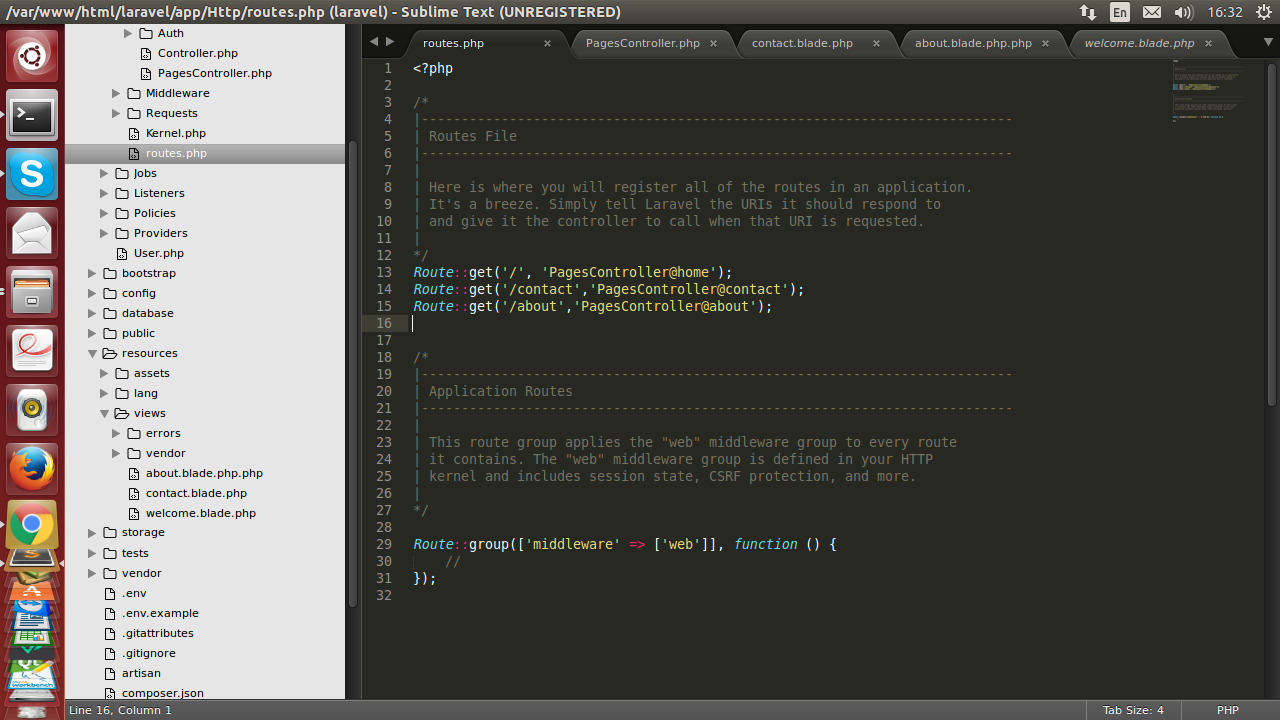 /var/www/html/laravel/app/Http/routes.php (laravel) - Sublime Text (UNREGISTERED)
En
16:32
Auth
Controller.php
PagesController.php
Middleware
Requests
Kernel.php
routes.php
Jobs
Listeners
Policies
Providers
User.php
bootstrap
config
database
public
resources
assets
lang
views
errors
vendor
about.blade.php.php
contact.blade.php
welcome.blade.php
storage
tests
vendor
.env
.env.example
.gitattributes
.gitignore
artisan
composer.json
routes.php × PagesController.php × contact.blade.php × about.blade.php.php × welcome.blade.php ×
1 <?php
2
3 /*
4 |--------------------------------------------------------------------------
5 | Routes File
6 |--------------------------------------------------------------------------
7 |
8 | Here is where you will register all of the routes in an application.
9 | It's a breeze. Simply tell Laravel the URIs it should respond to
10 | and give it the controller to call when that URI is requested.
11 |
12 */
13 Route::get('/', 'PagesController@home');
14 Route::get('/contact','PagesController@contact');
15 Route::get('/about','PagesController@about');
16
17
18 /*
19 |--------------------------------------------------------------------------
20 | Application Routes
21 |--------------------------------------------------------------------------
22 |
23 | This route group applies the "web" middleware group to every route
24 | it contains. The "web" middleware group is defined in your HTTP
25 | kernel and includes session state, CSRF protection, and more.
26 |
27 */
28
29 Route::group(['middleware' => ['web']], function () {
30     //
31 });
32
Line 16, Column 1
Tab Size: 4
PHP